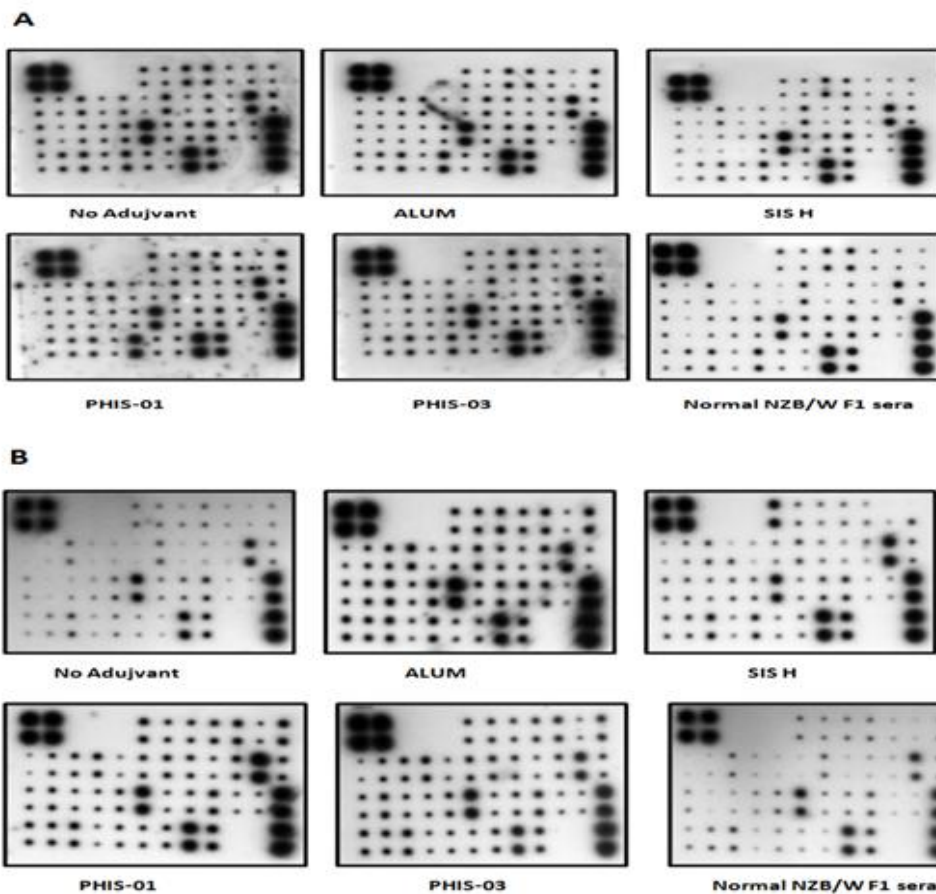 A
No Adujvant ALUM SIS H
PHIS-01 PHIS-03 Normal NZB/W F1 sera
B
No Adujvant ALUM SIS H
PHIS-01 PHIS-03 Normal NZB/W F1 sera